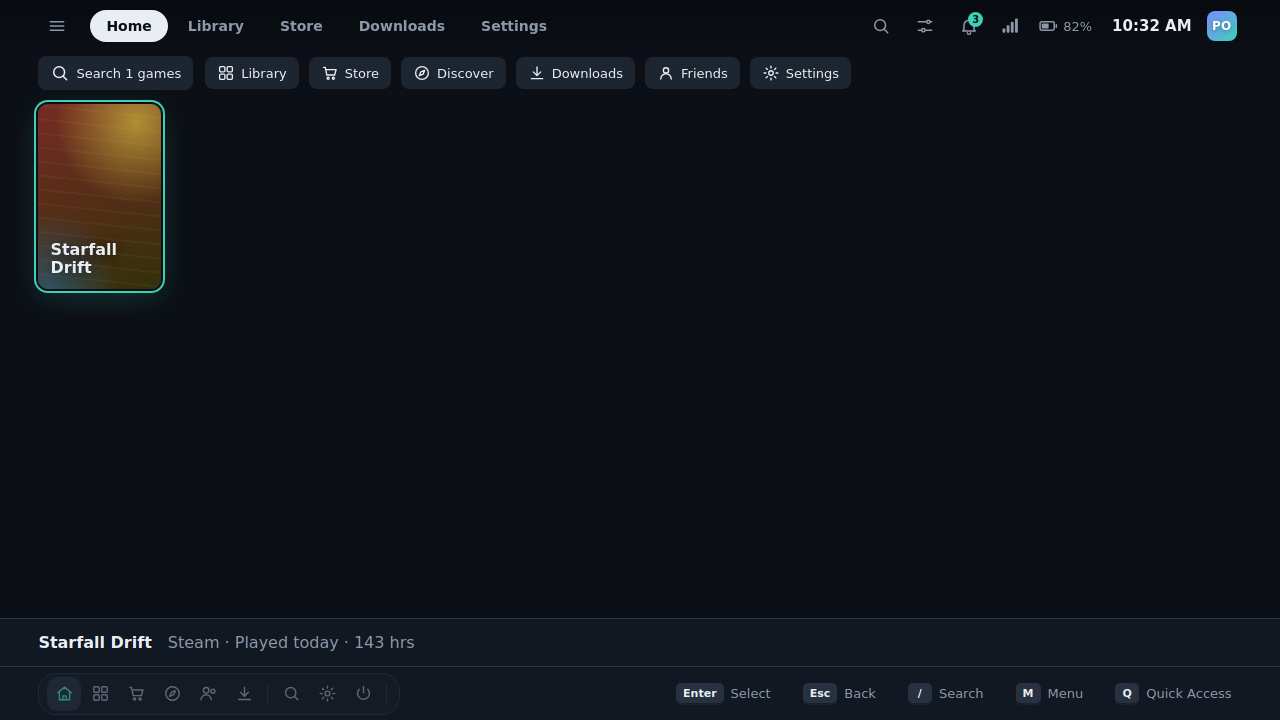 Home Library Store Downloads Settings 3 82% 10:32 AM PO
Search 1 games Library Store Discover Downloads Friends Settings
Starfall
Drift
Starfall Drift Steam · Played today · 143 hrs
Enter Select Esc Back / Search M Menu Q Quick Access